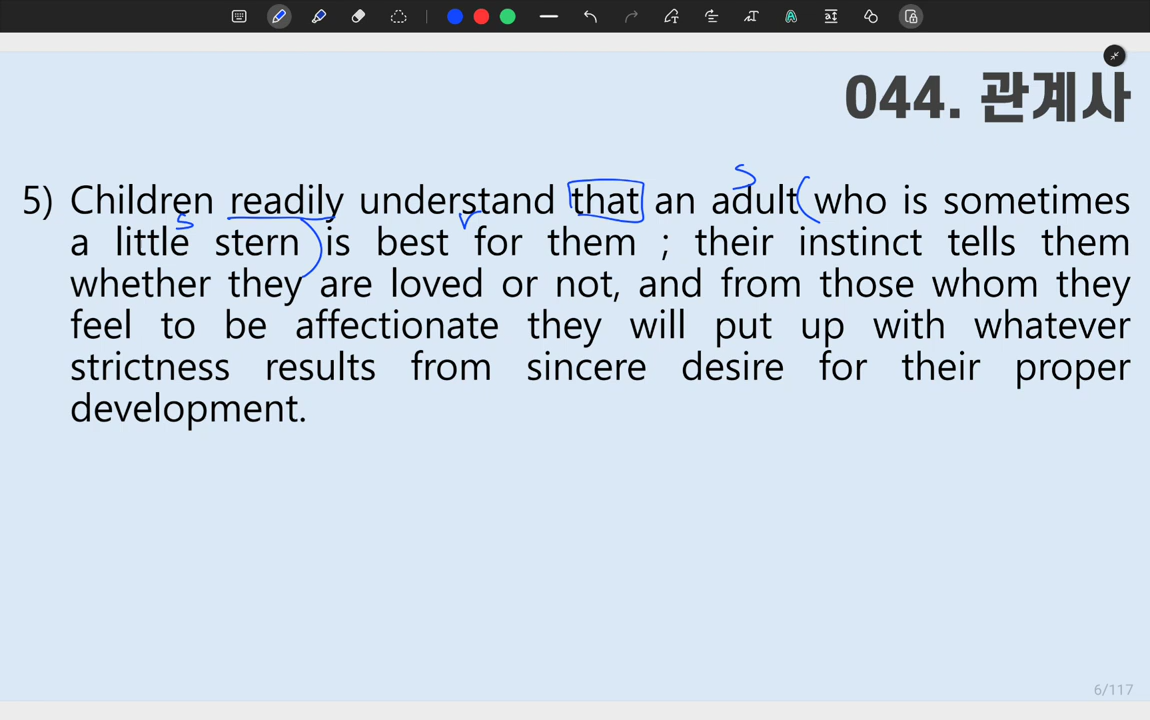 044. 관계사
s
5) Children readily understand that an adult (who is sometimes
s v
a little stern) is best for them ; their instinct tells them
whether they are loved or not, and from those whom they
feel to be affectionate they will put up with whatever
strictness results from sincere desire for their proper
development.
6/117